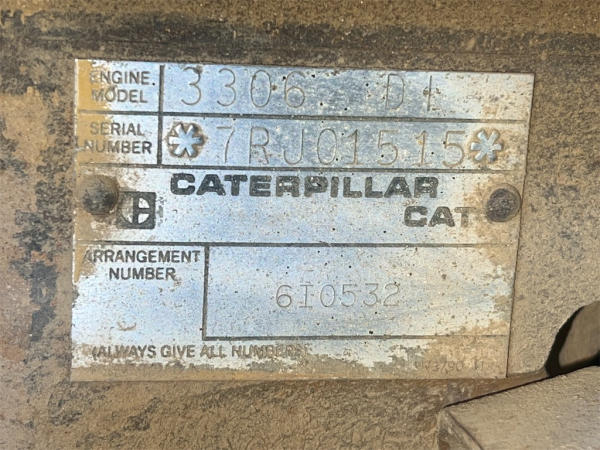 ENGINE MODEL 3306 DI
SERIAL NUMBER *7RJ01515*
CATERPILLAR
CAT
ARRANGEMENT NUMBER 6I0532
(ALWAYS GIVE ALL NUMBERS)